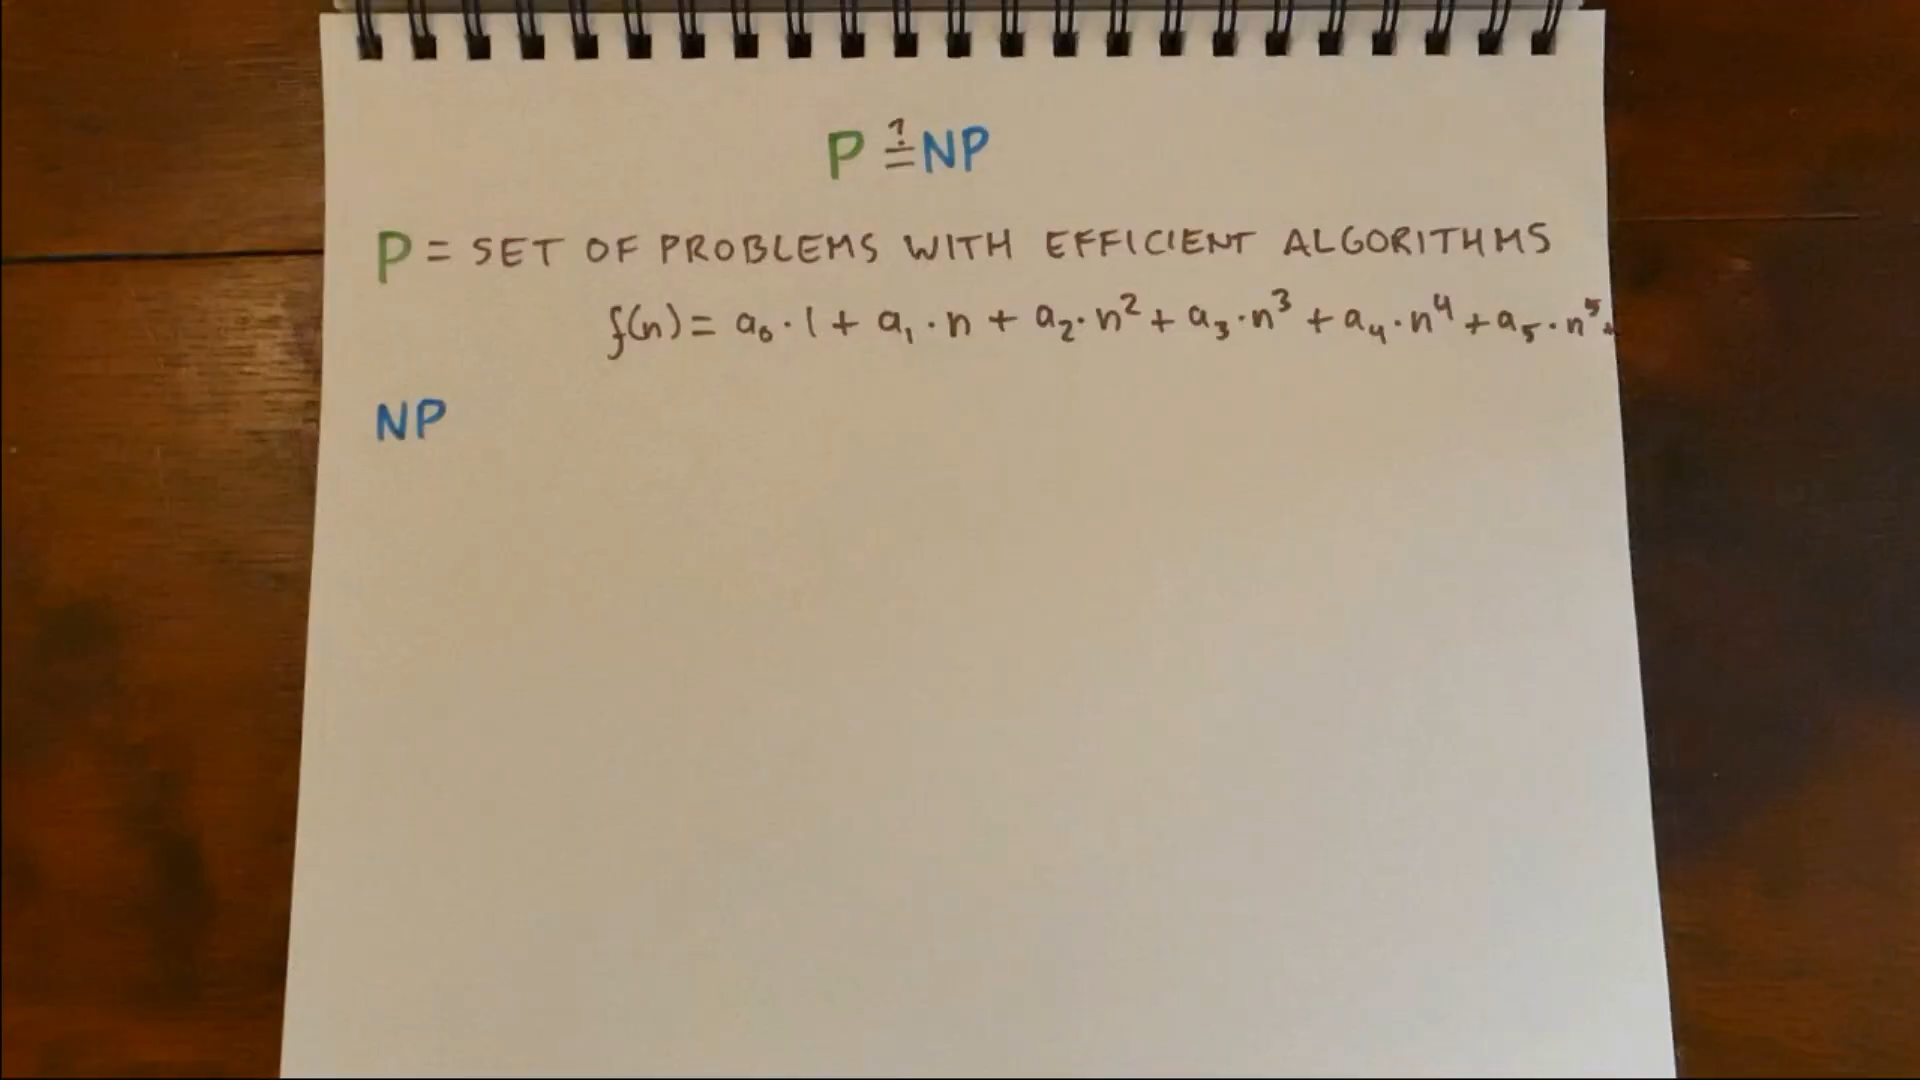 P ≟ NP
P = SET OF PROBLEMS WITH EFFICIENT ALGORITHMS
f(n) = a₀·1 + a₁·n + a₂·n² + a₃·n³ + a₄·n⁴ + a₅·n⁵+
NP